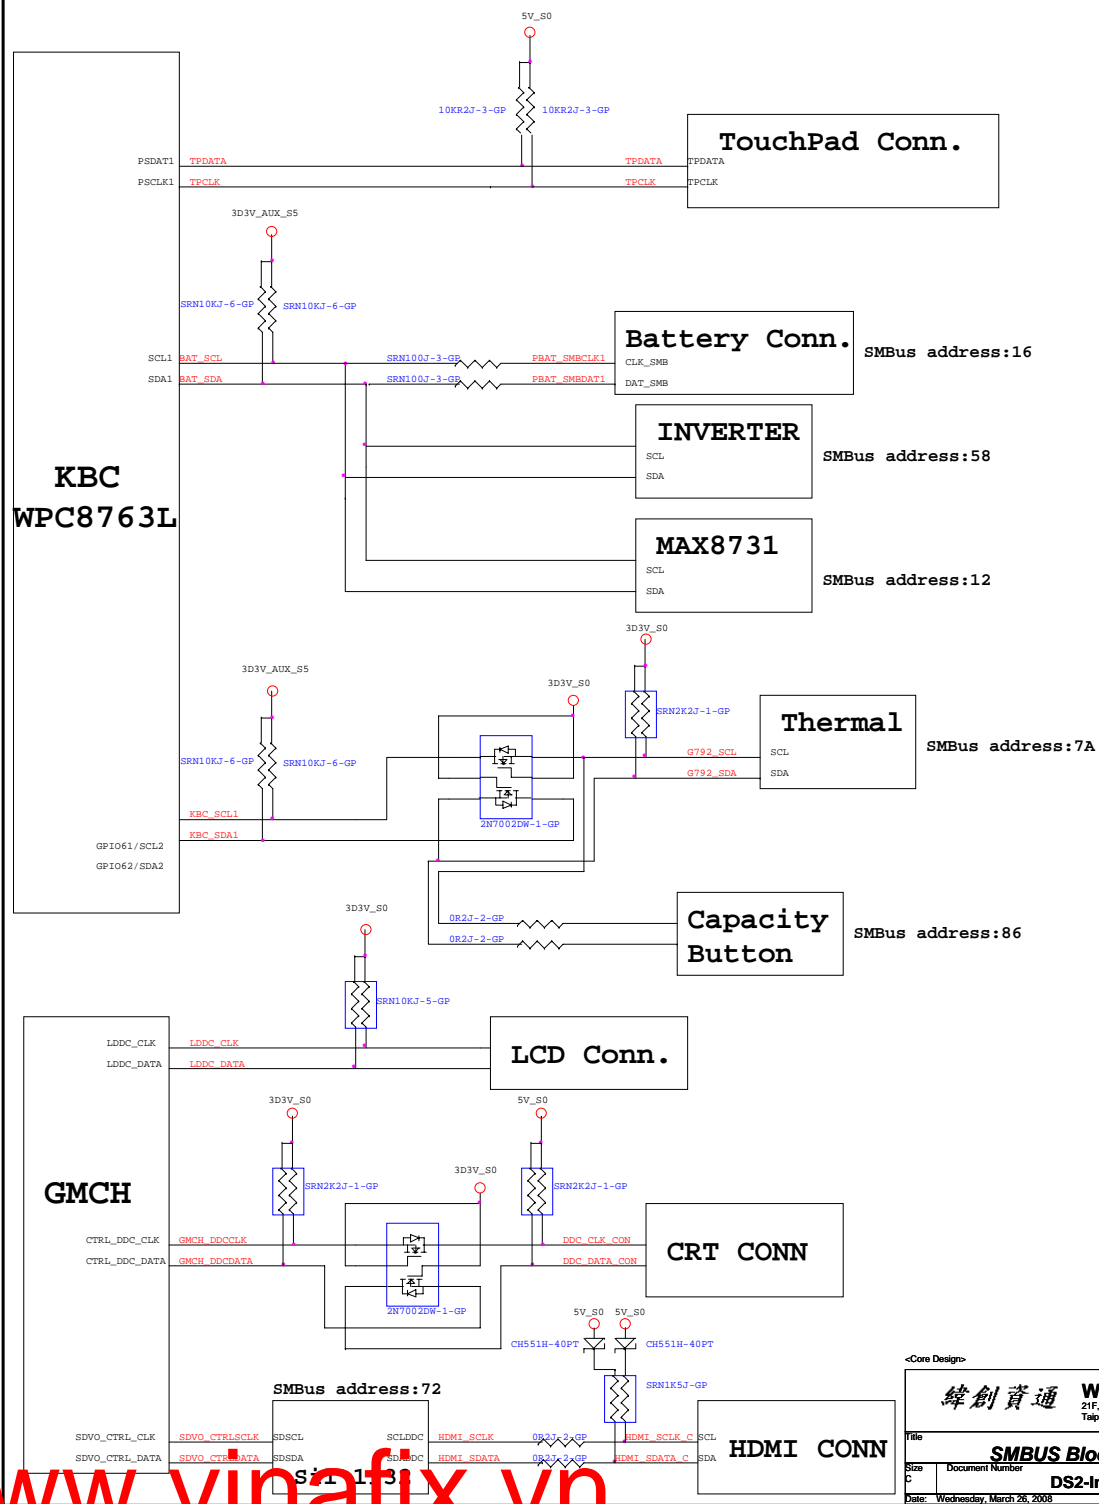 5V_S0
10KR2J-3-GP 10KR2J-3-GP
TouchPad Conn.
PSDAT1 TPDATA TPDATA TPDATA
PSCLK1 TPCLK TPCLK TPCLK
3D3V_AUX_S5
SRN10KJ-6-GP SRN10KJ-6-GP
Battery Conn.
SMBus address:16
SCL1 BAT_SCL SRN100J-3-GP PBAT_SMBCLK1 CLK_SMB
SDA1 BAT_SDA SRN100J-3-GP PBAT_SMBDAT1 DAT_SMB
INVERTER
SCL
SDA
SMBus address:58
KBC
WPC8763L
MAX8731
SCL
SDA
SMBus address:12
3D3V_S0
3D3V_AUX_S5
3D3V_S0
SRN2K2J-1-GP
Thermal
SMBus address:7A
SRN10KJ-6-GP SRN10KJ-6-GP
G792_SCL SCL
G792_SDA SDA
KBC_SCL1
2N7002DW-1-GP
KBC_SDA1
GPIO61/SCL2
GPIO62/SDA2
3D3V_S0
0R2J-2-GP
0R2J-2-GP
Capacity
Button
SMBus address:86
SRN10KJ-5-GP
LDDC_CLK LDDC_CLK
LDDC_DATA LDDC_DATA
LCD Conn.
3D3V_S0 5V_S0
3D3V_S0
SRN2K2J-1-GP SRN2K2J-1-GP
GMCH
CTRL_DDC_CLK GMCH_DDCCLK DDC_CLK_CON
CTRL_DDC_DATA GMCH_DDCDATA DDC_DATA_CON
CRT CONN
2N7002DW-1-GP
5V_S0 5V_S0
CH551H-40PT CH551H-40PT
SRN1K5J-GP
SMBus address:72
SDVO_CTRL_CLK SDVO_CTRLSCLK SDSCL SCLDDC HDMI_SCLK 0R2J-2-GP HDMI_SCLK_C SCL
SDVO_CTRL_DATA SDVO_CTRLDATA SDSDA SDADDC HDMI_SDATA 0R2J-2-GP HDMI_SDATA_C SDA
HDMI CONN
<Core Design>
緯創資通 W
21F,
Taip
Title
SMBUS Bloc
Size
C
Document Number
DS2-In
Date: Wednesday, March 26, 2008
ww.vinafix.vn